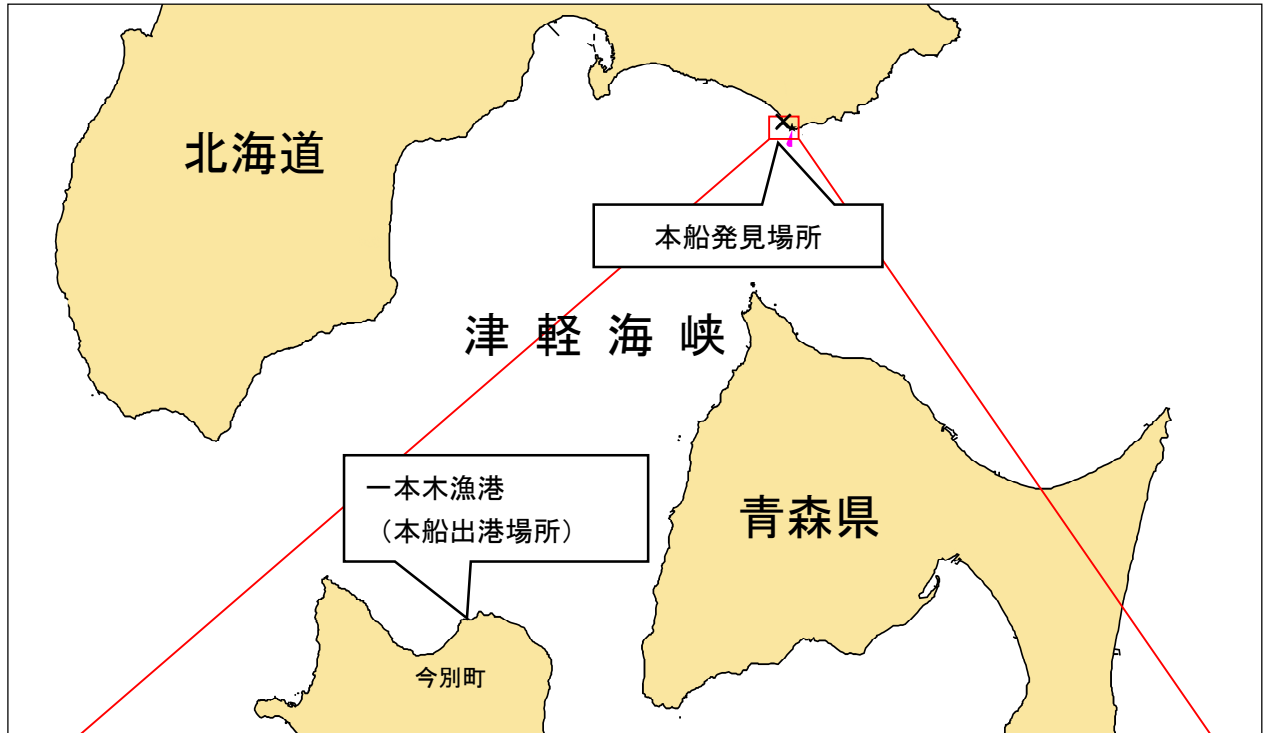 北海道
本船発見場所
津軽海峡
一本木漁港
（本船出港場所）
青森県
今別町